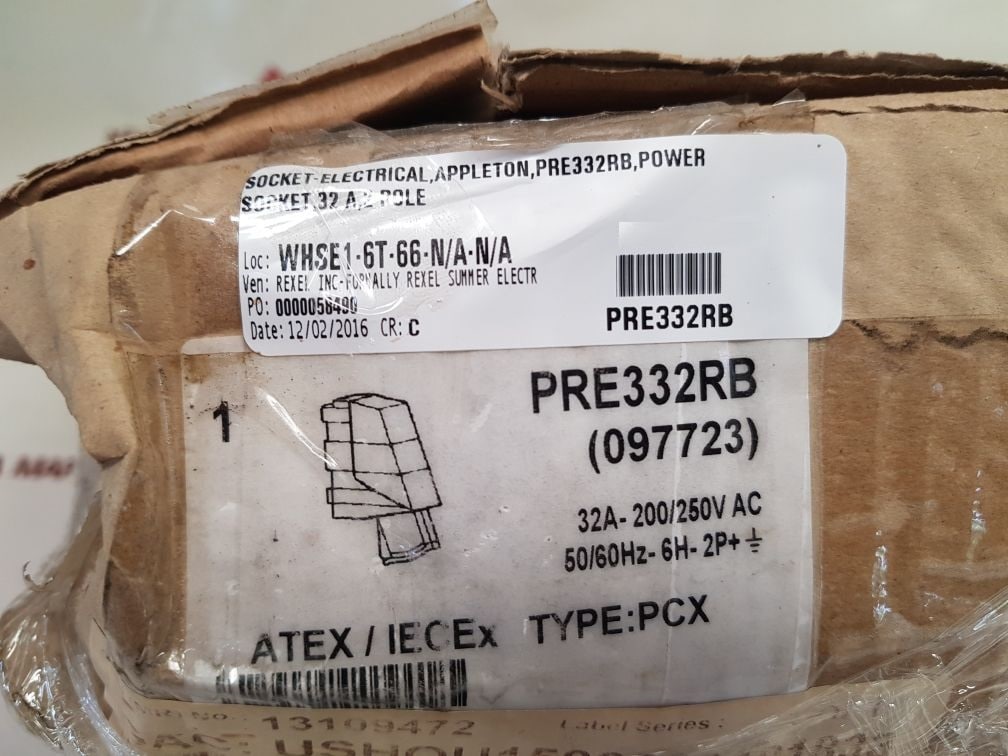 SOCKET-ELECTRICAL,APPLETON,PRE332RB,POWER
SOCKET,32 A,2 POLE
Loc: WHSE1-6T-66-N/A-N/A
Ven: REXEL INC-FORMALLY REXEL SUMMER ELECTR
PO: 0000058490
Date: 12/02/2016 CR: C
PRE332RB
1
PRE332RB
(097723)
32A- 200/250V AC
50/60Hz- 6H- 2P+ ⏚
ATEX / IECEx TYPE:PCX
No.: 13109472 Label Series :